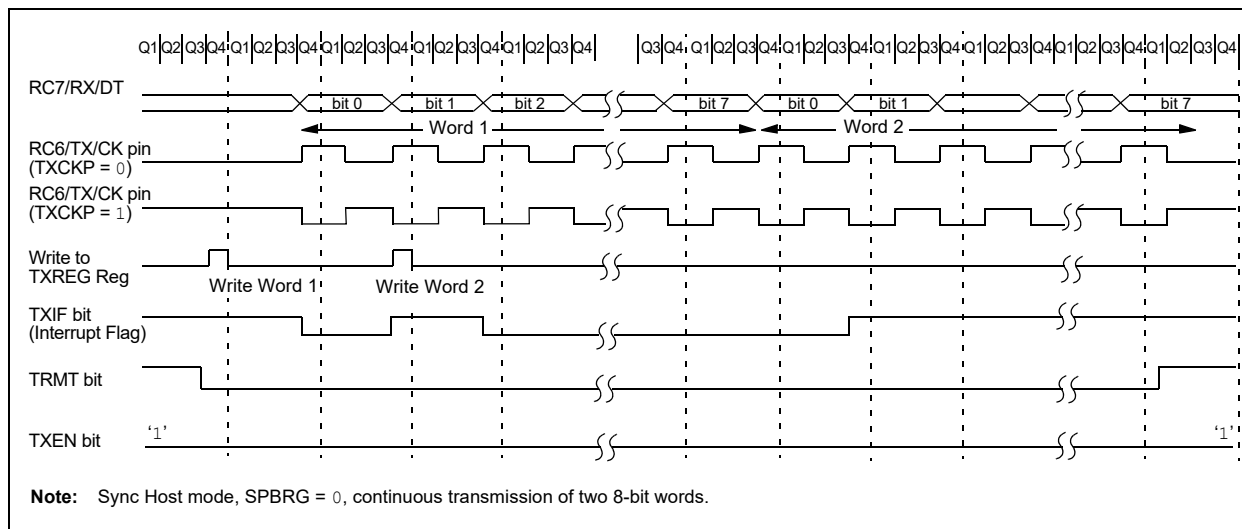 Q1 Q2 Q3 Q4 Q1 Q2 Q3 Q4 Q1 Q2 Q3 Q4 Q1 Q2 Q3 Q4 Q1 Q2 Q3 Q4 Q3 Q4 Q1 Q2 Q3 Q4 Q1 Q2 Q3 Q4 Q1 Q2 Q3 Q4 Q1 Q2 Q3 Q4 Q1 Q2 Q3 Q4 Q1 Q2 Q3 Q4
RC7/RX/DT
bit 0 bit 1 bit 2 bit 7 bit 0 bit 1 bit 7
Word 1 Word 2
RC6/TX/CK pin
(TXCKP = 0)
RC6/TX/CK pin
(TXCKP = 1)
Write to
TXREG Reg
Write Word 1 Write Word 2
TXIF bit
(Interrupt Flag)
TRMT bit
TXEN bit ‘1’ ‘1’
Note: Sync Host mode, SPBRG = 0, continuous transmission of two 8-bit words.